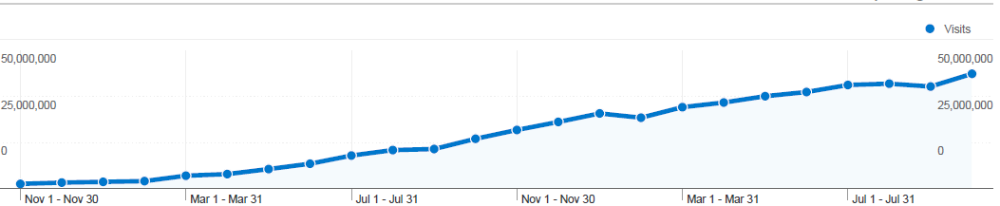 Visits
50,000,000 50,000,000
25,000,000 25,000,000
0 0
Nov 1 - Nov 30 Mar 1 - Mar 31 Jul 1 - Jul 31 Nov 1 - Nov 30 Mar 1 - Mar 31 Jul 1 - Jul 31